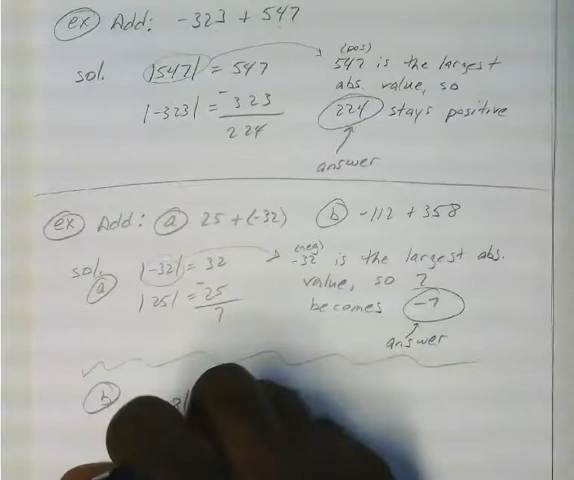 ex Add: -323 + 547
sol. |547| = 547
|-323| = -323
224
(pos)
547 is the largest
abs. value, so
224 stays positive
answer
ex Add: a 25 + (-32) b -112 + 358
sol. |-32| = 32
a |25| = -25
7
(neg)
-32 is the largest abs.
value, so 7
becomes -7
answer
b 8|